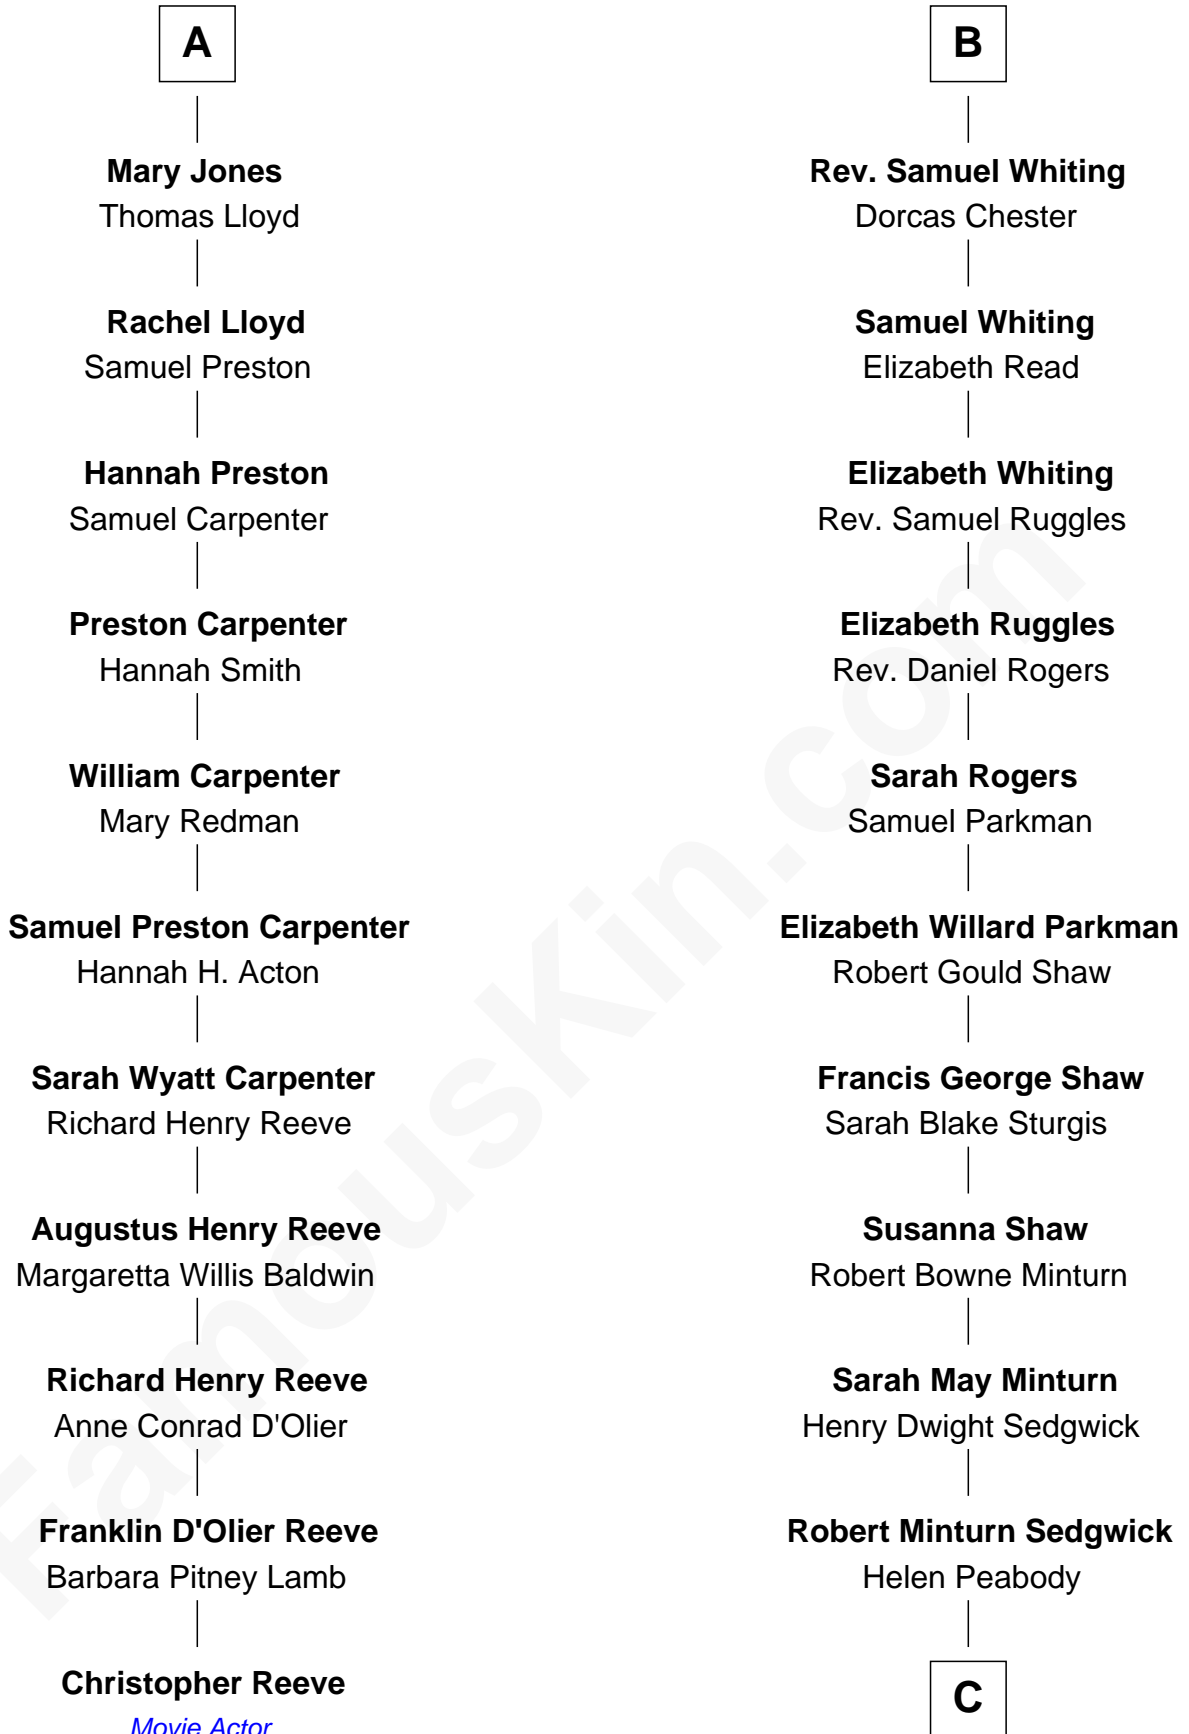 A
Mary Jones
Thomas Lloyd
Rachel Lloyd
Samuel Preston
Hannah Preston
Samuel Carpenter
Preston Carpenter
Hannah Smith
William Carpenter
Mary Redman
Samuel Preston Carpenter
Hannah H. Acton
Sarah Wyatt Carpenter
Richard Henry Reeve
Augustus Henry Reeve
Margaretta Willis Baldwin
Richard Henry Reeve
Anne Conrad D'Olier
Franklin D'Olier Reeve
Barbara Pitney Lamb
Christopher Reeve
Movie Actor
B
Rev. Samuel Whiting
Dorcas Chester
Samuel Whiting
Elizabeth Read
Elizabeth Whiting
Rev. Samuel Ruggles
Elizabeth Ruggles
Rev. Daniel Rogers
Sarah Rogers
Samuel Parkman
Elizabeth Willard Parkman
Robert Gould Shaw
Francis George Shaw
Sarah Blake Sturgis
Susanna Shaw
Robert Bowne Minturn
Sarah May Minturn
Henry Dwight Sedgwick
Robert Minturn Sedgwick
Helen Peabody
C
FamousKin.com